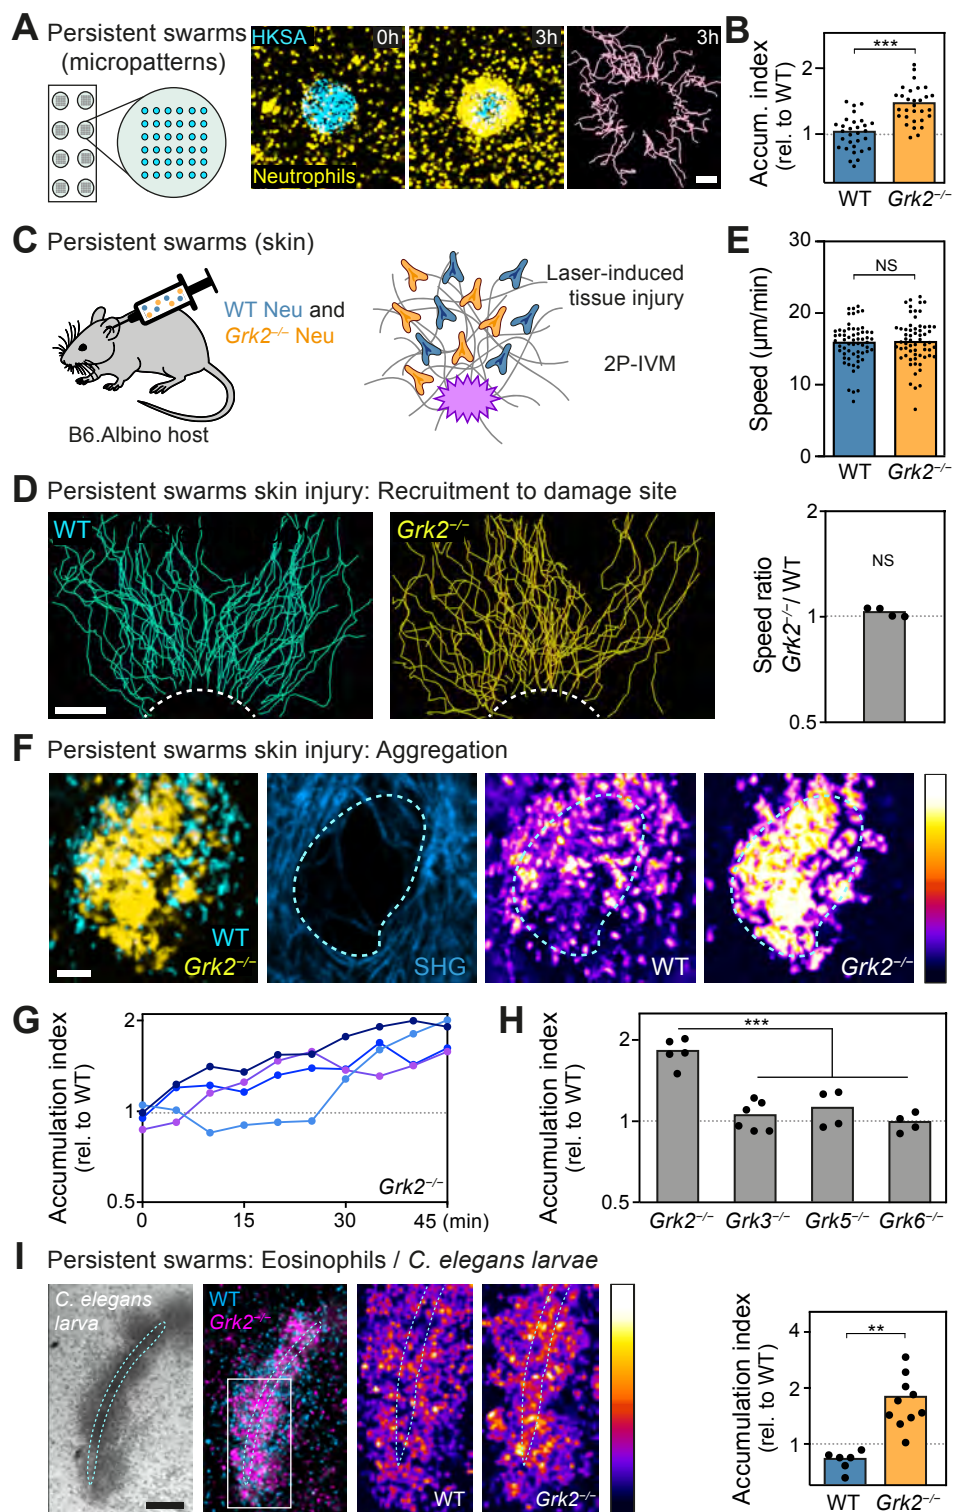 A Persistent swarms
(micropatterns)
HKSA
0h
3h
3h
Neutrophils
B
Accum. index
(rel. to WT)
2
1
***
WT
Grk2–/–
C Persistent swarms (skin)
WT Neu and
Grk2–/– Neu
B6.Albino host
Laser-induced
tissue injury
2P-IVM
E
Speed (µm/min)
30
20
10
0
NS
WT
Grk2–/–
D Persistent swarms skin injury: Recruitment to damage site
WT
Grk2–/–
Speed ratio
Grk2–/–/ WT
2
1
0.5
NS
F Persistent swarms skin injury: Aggregation
WT
Grk2–/–
SHG
WT
Grk2–/–
G
Accumulation index
(rel. to WT)
2
1
0.5
0
15
30
45 (min)
Grk2–/–
H
Accumulation index
(rel. to WT)
2
1
0.5
***
Grk2–/–
Grk3–/–
Grk5–/–
Grk6–/–
I Persistent swarms: Eosinophils / C. elegans larvae
C. elegans
larva
WT
Grk2–/–
WT
Grk2–/–
Accumulation index
(rel. to WT)
4
2
1
**
WT
Grk2–/–